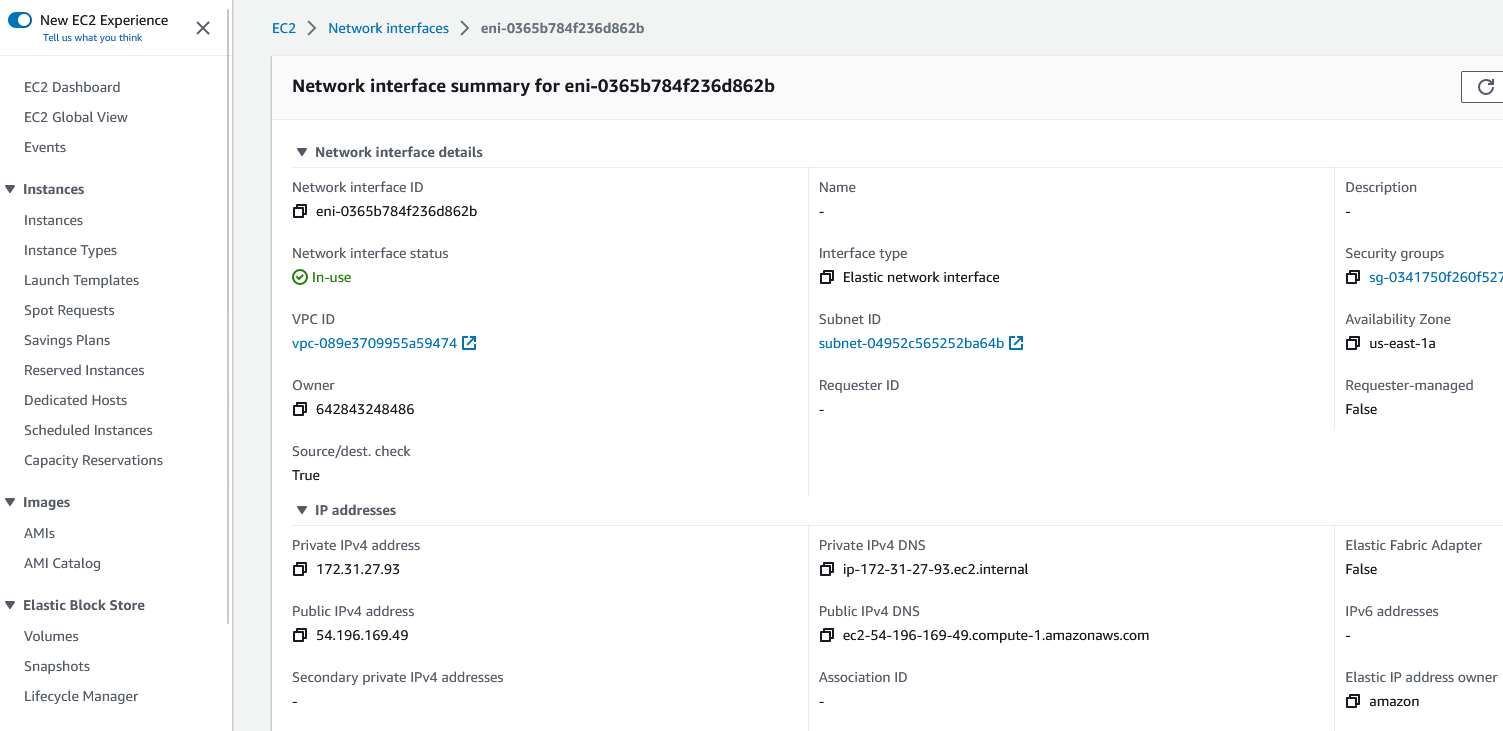 New EC2 Experience
Tell us what you think
EC2 Dashboard
EC2 Global View
Events
Instances
Instances
Instance Types
Launch Templates
Spot Requests
Savings Plans
Reserved Instances
Dedicated Hosts
Scheduled Instances
Capacity Reservations
Images
AMIs
AMI Catalog
Elastic Block Store
Volumes
Snapshots
Lifecycle Manager
EC2 > Network interfaces > eni-0365b784f236d862b
Network interface summary for eni-0365b784f236d862b
Network interface details
Network interface ID
eni-0365b784f236d862b
Name
-
Description
-
Network interface status
In-use
Interface type
Elastic network interface
Security groups
sg-0341750f260f527
VPC ID
vpc-089e3709955a59474
Subnet ID
subnet-04952c565252ba64b
Availability Zone
us-east-1a
Owner
642843248486
Requester ID
-
Requester-managed
False
Source/dest. check
True
IP addresses
Private IPv4 address
172.31.27.93
Private IPv4 DNS
ip-172-31-27-93.ec2.internal
Elastic Fabric Adapter
False
Public IPv4 address
54.196.169.49
Public IPv4 DNS
ec2-54-196-169-49.compute-1.amazonaws.com
IPv6 addresses
-
Secondary private IPv4 addresses
-
Association ID
-
Elastic IP address owner
amazon